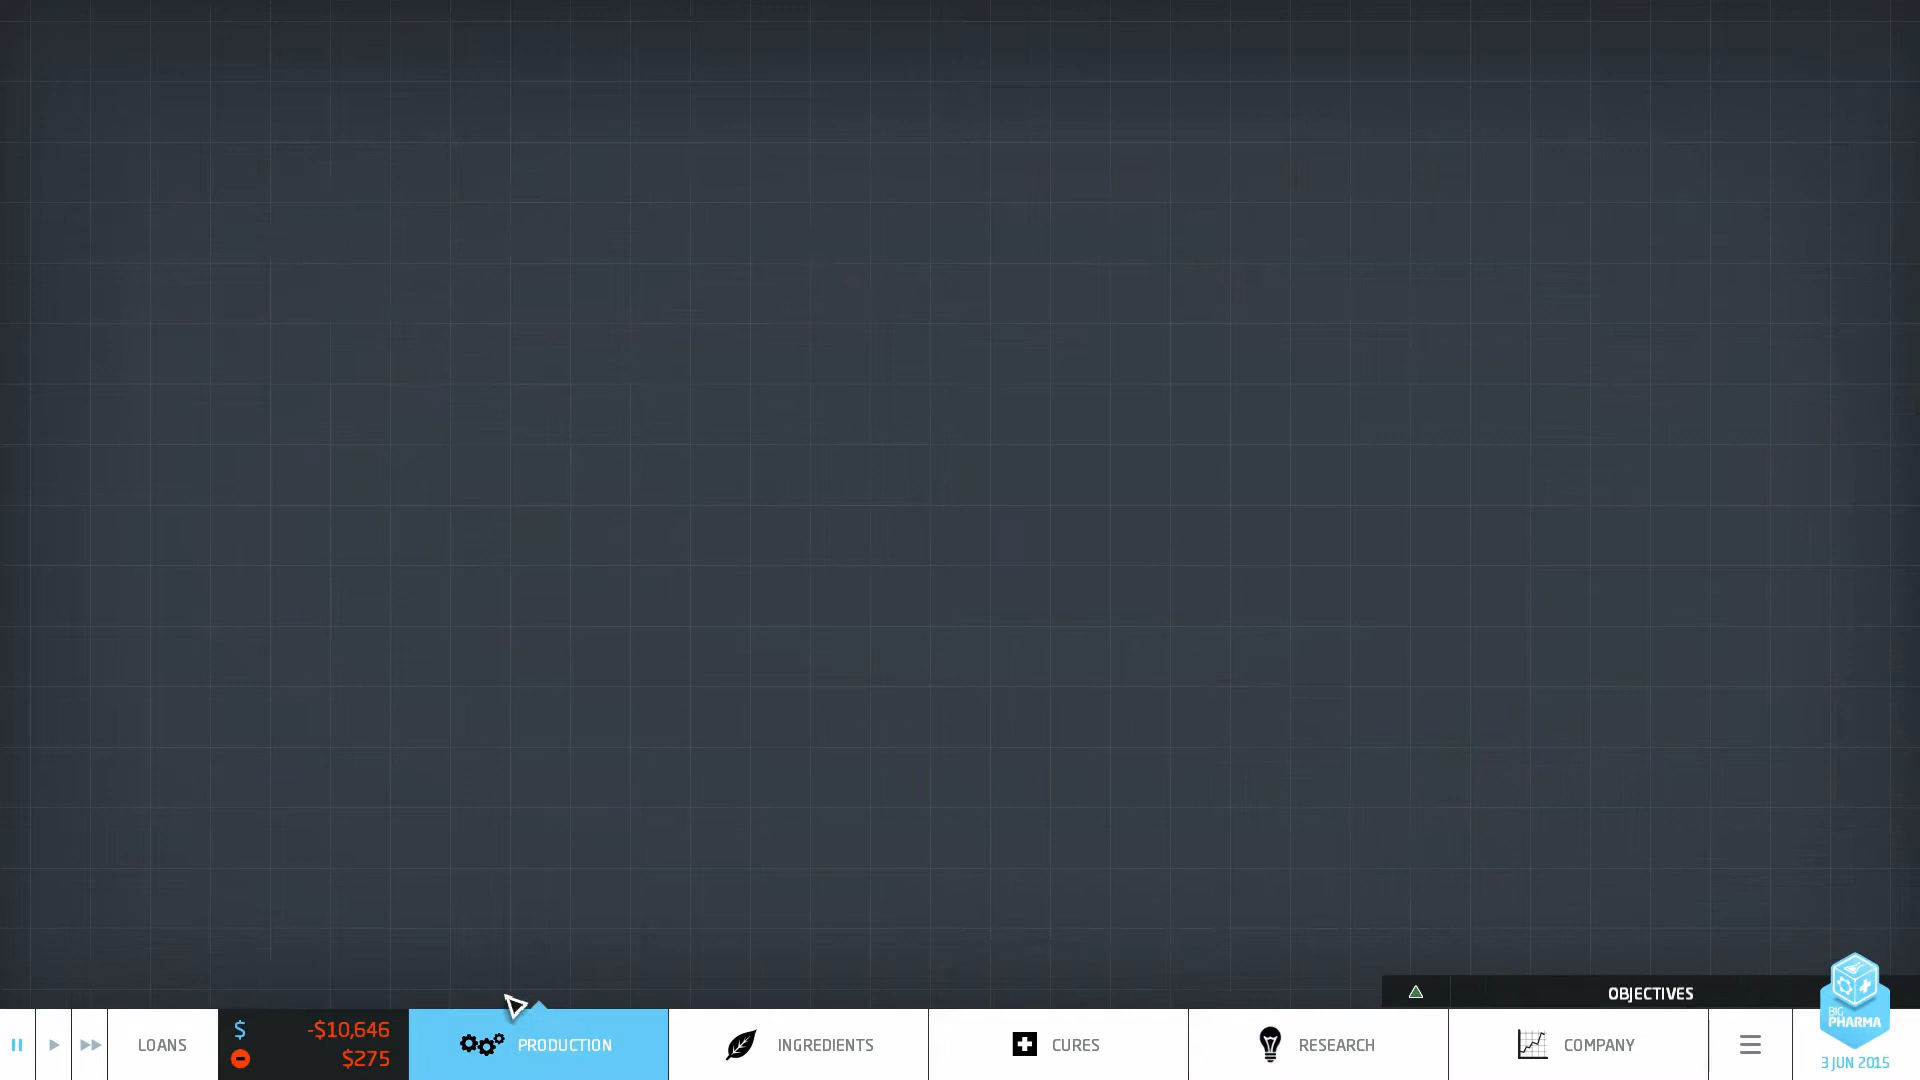 OBJECTIVES
LOANS
$ -$10,646
$275
PRODUCTION
INGREDIENTS
CURES
RESEARCH
COMPANY
BIG
PHARMA
3 JUN 2015